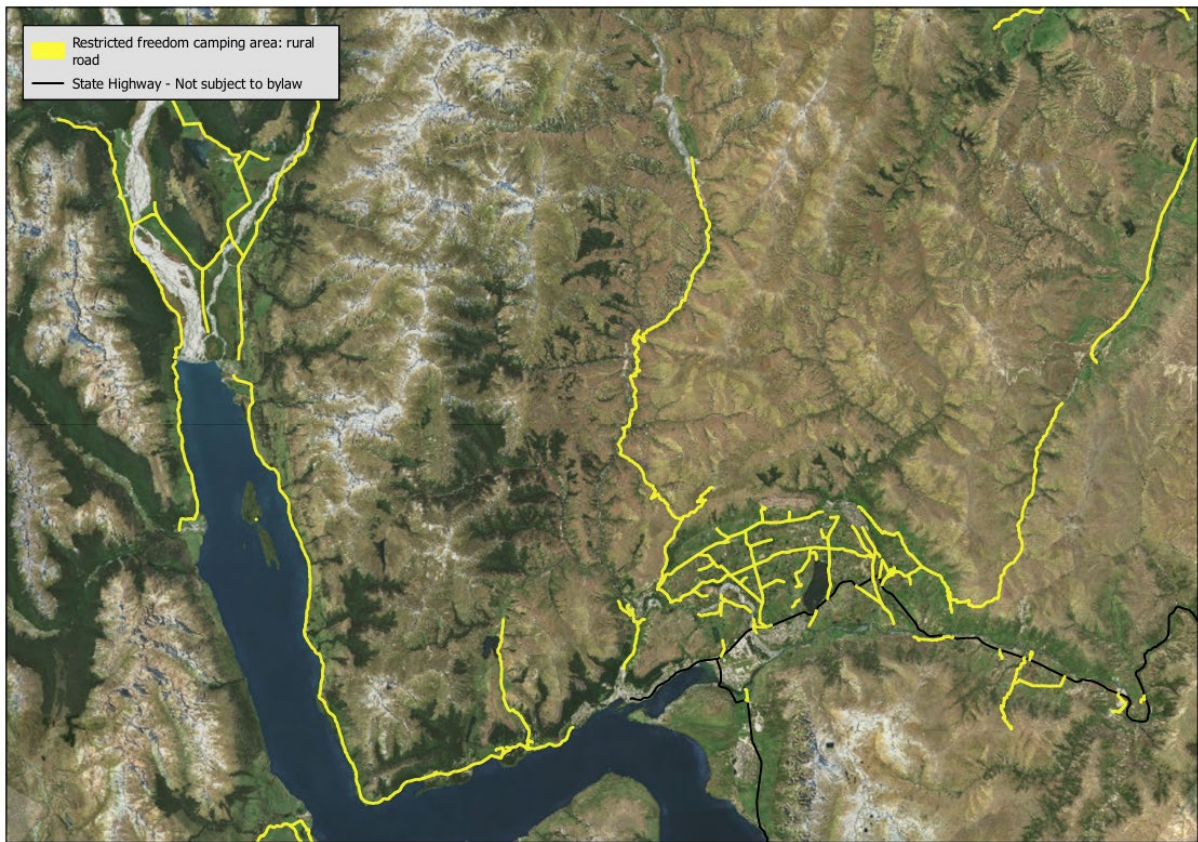 Restricted freedom camping area: rural
road
State Highway - Not subject to bylaw